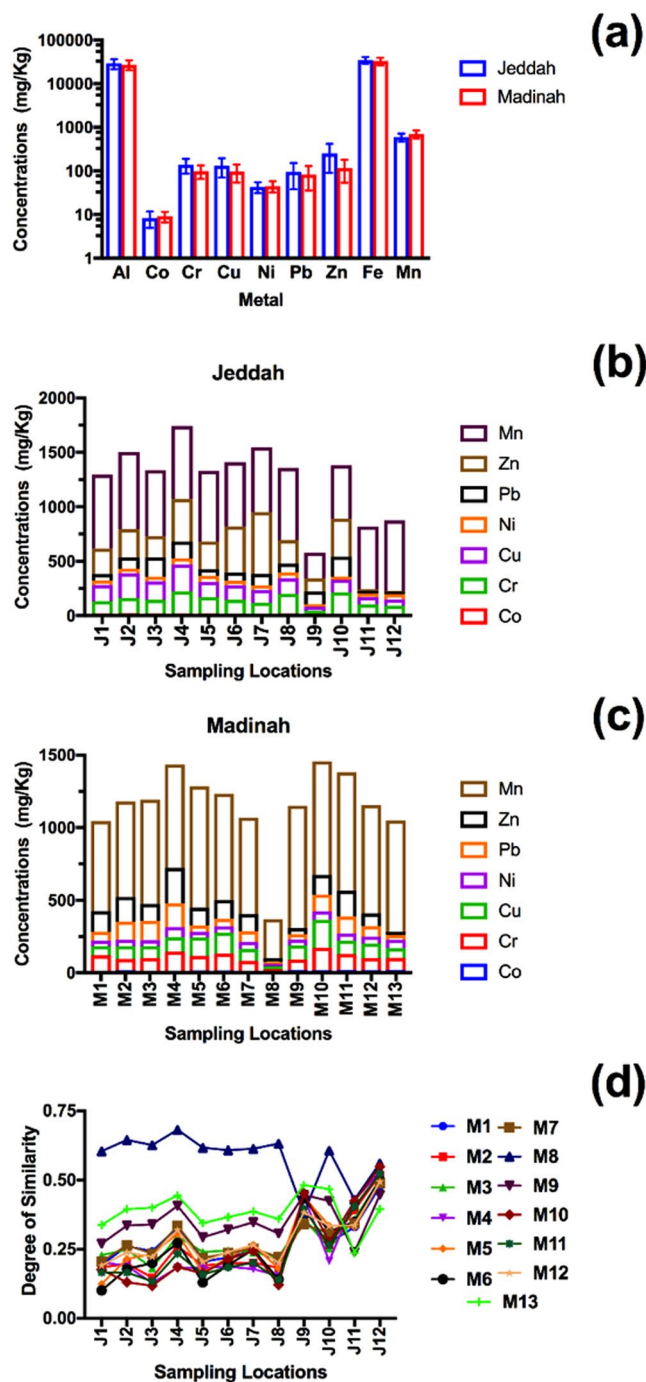 (a)
100000
10000
1000
100
10
1
Concentrations (mg/Kg)
Jeddah
Madinah
Al Co Cr Cu Ni Pb Zn Fe Mn
Metal
(b)
Jeddah
2000
1500
1000
500
0
Concentrations (mg/Kg)
Mn
Zn
Pb
Ni
Cu
Cr
Co
J1 J2 J3 J4 J5 J6 J7 J8 J9 J10 J11 J12
Sampling Locations
(c)
Madinah
1500
1000
500
0
Concentrations (mg/Kg)
Mn
Zn
Pb
Ni
Cu
Cr
Co
M1 M2 M3 M4 M5 M6 M7 M8 M9 M10 M11 M12 M13
Sampling Locations
(d)
0.75
0.50
0.25
0.00
Degree of Similarity
M1 M7
M2 M8
M3 M9
M4 M10
M5 M11
M6 M12
M13
J1 J2 J3 J4 J5 J6 J7 J8 J9 J10 J11 J12
Sampling Locations